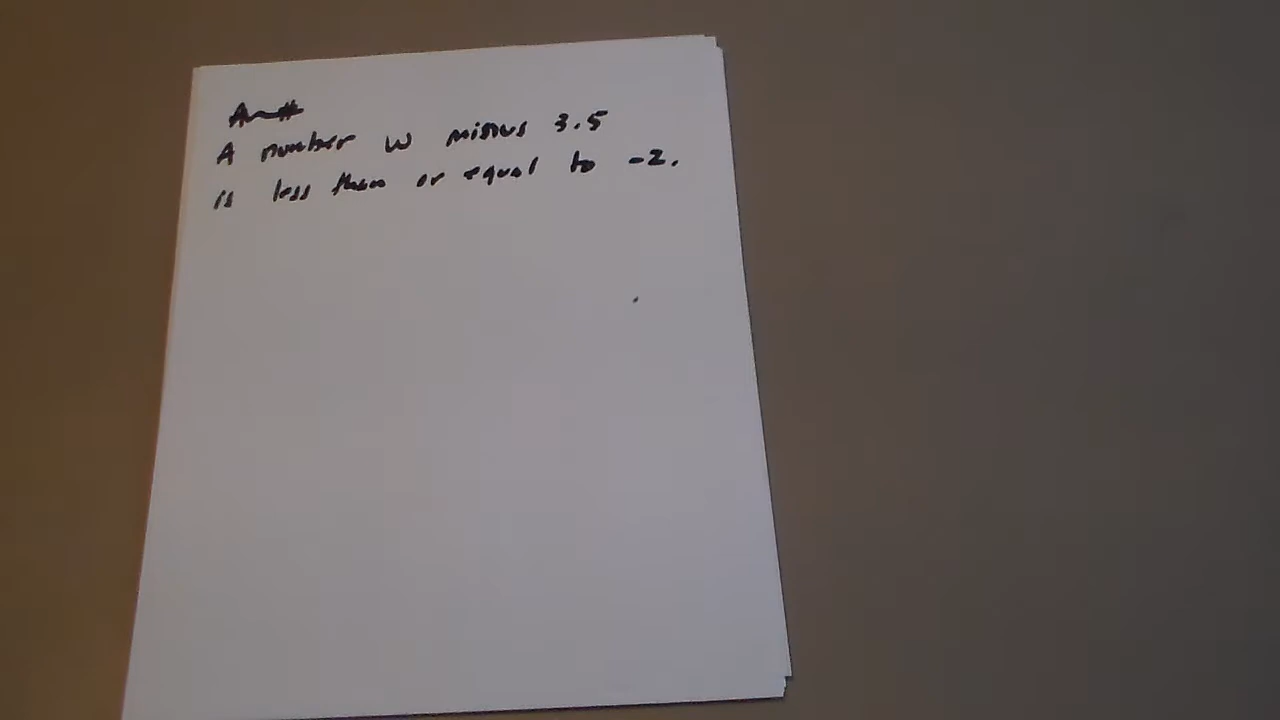 A number w minus 3.5
is less than or equal to -2.